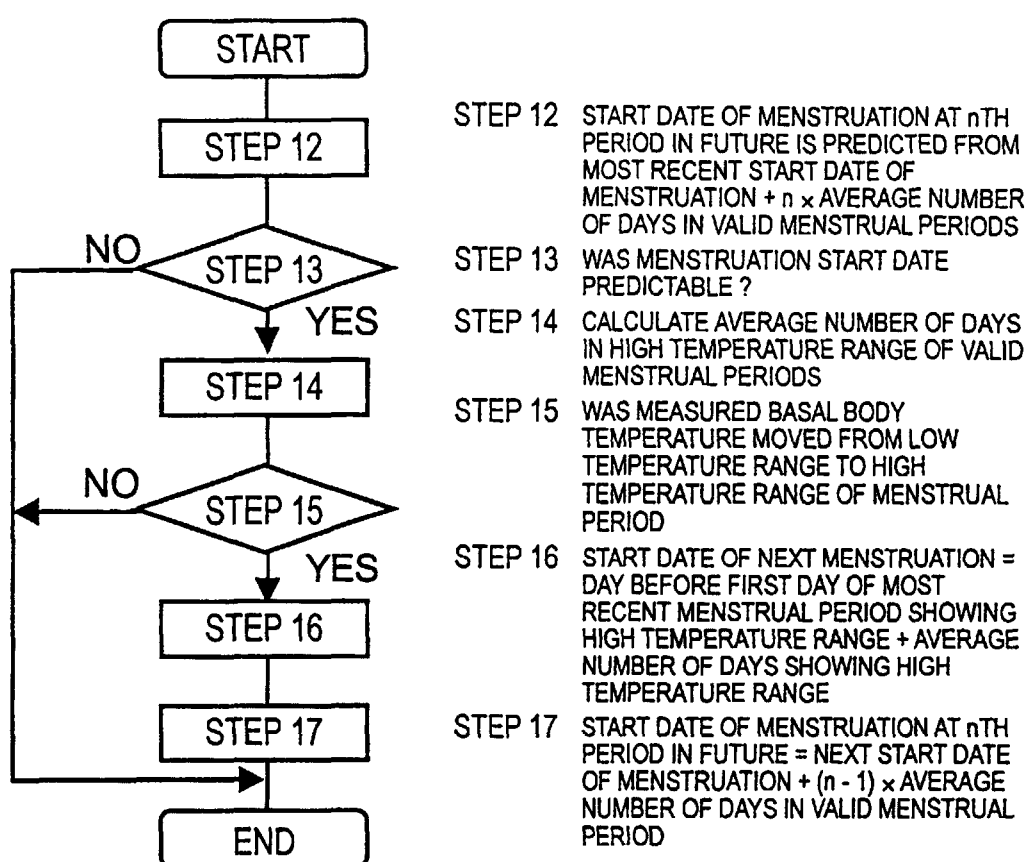 START
STEP 12
NO
STEP 13
YES
STEP 14
NO
STEP 15
YES
STEP 16
STEP 17
END
STEP 12 START DATE OF MENSTRUATION AT nTH
PERIOD IN FUTURE IS PREDICTED FROM
MOST RECENT START DATE OF
MENSTRUATION + n × AVERAGE NUMBER
OF DAYS IN VALID MENSTRUAL PERIODS
STEP 13 WAS MENSTRUATION START DATE
PREDICTABLE ?
STEP 14 CALCULATE AVERAGE NUMBER OF DAYS
IN HIGH TEMPERATURE RANGE OF VALID
MENSTRUAL PERIODS
STEP 15 WAS MEASURED BASAL BODY
TEMPERATURE MOVED FROM LOW
TEMPERATURE RANGE TO HIGH
TEMPERATURE RANGE OF MENSTRUAL
PERIOD
STEP 16 START DATE OF NEXT MENSTRUATION =
DAY BEFORE FIRST DAY OF MOST
RECENT MENSTRUAL PERIOD SHOWING
HIGH TEMPERATURE RANGE + AVERAGE
NUMBER OF DAYS SHOWING HIGH
TEMPERATURE RANGE
STEP 17 START DATE OF MENSTRUATION AT nTH
PERIOD IN FUTURE = NEXT START DATE
OF MENSTRUATION + (n - 1) × AVERAGE
NUMBER OF DAYS IN VALID MENSTRUAL
PERIOD